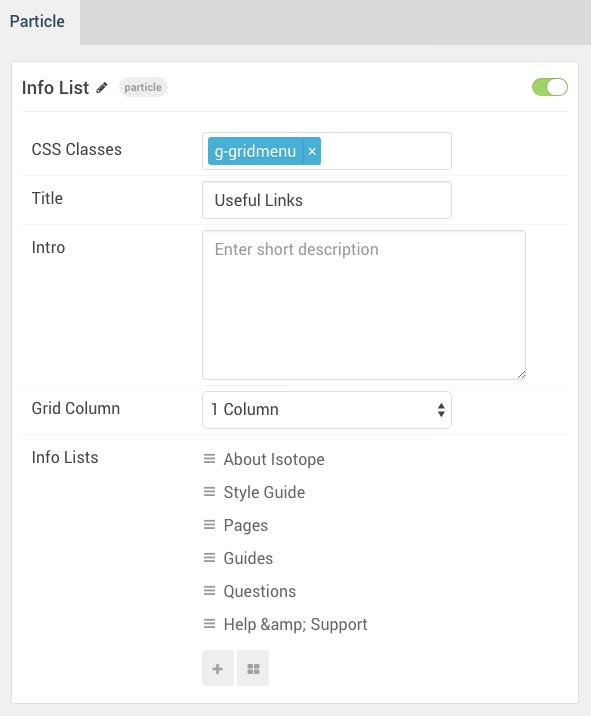 Particle
Info List particle
CSS Classes g-gridmenu ×
Title Useful Links
Intro Enter short description
Grid Column 1 Column
Info Lists About Isotope
Style Guide
Pages
Guides
Questions
Help &amp; Support